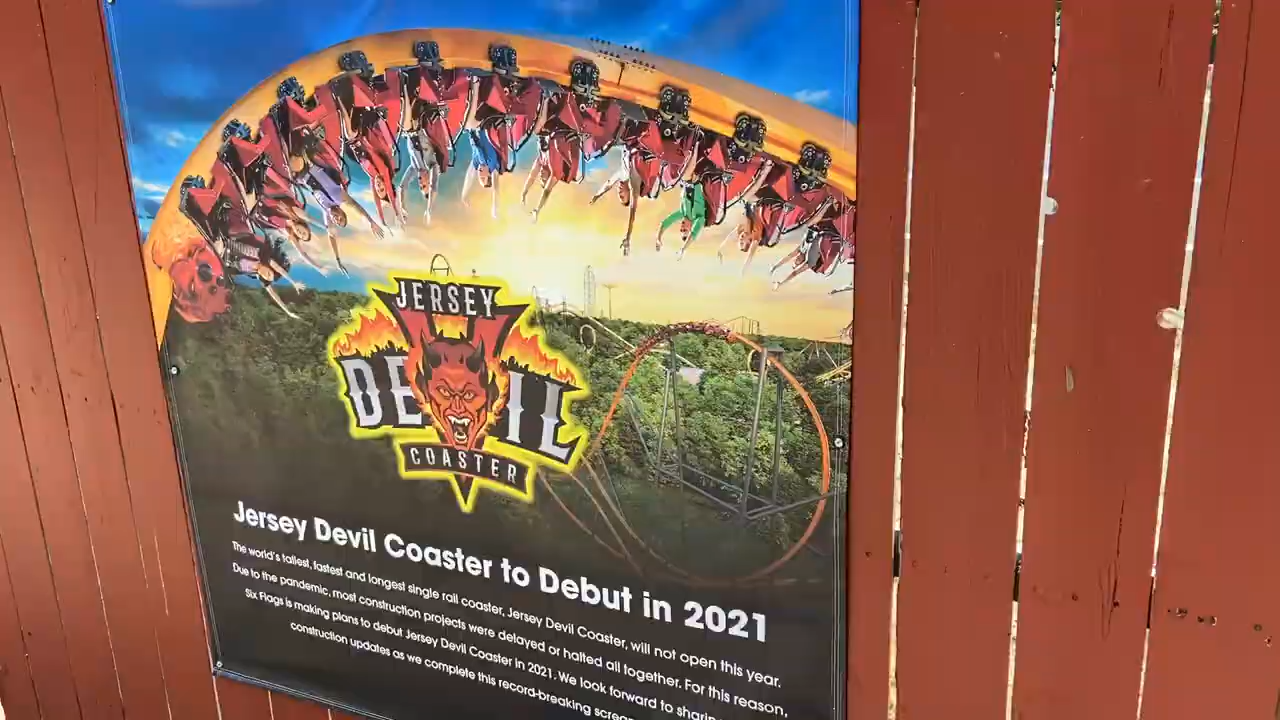 JERSEY
DEVIL
COASTER
Jersey Devil Coaster to Debut in 2021
The world's tallest, fastest and longest single rail coaster, Jersey Devil Coaster, will not open this year.
Due to the pandemic, most construction projects were delayed or halted all together. For this reason,
Six Flags is making plans to debut Jersey Devil Coaster in 2021. We look forward to sharing
construction updates as we complete this record-breaking